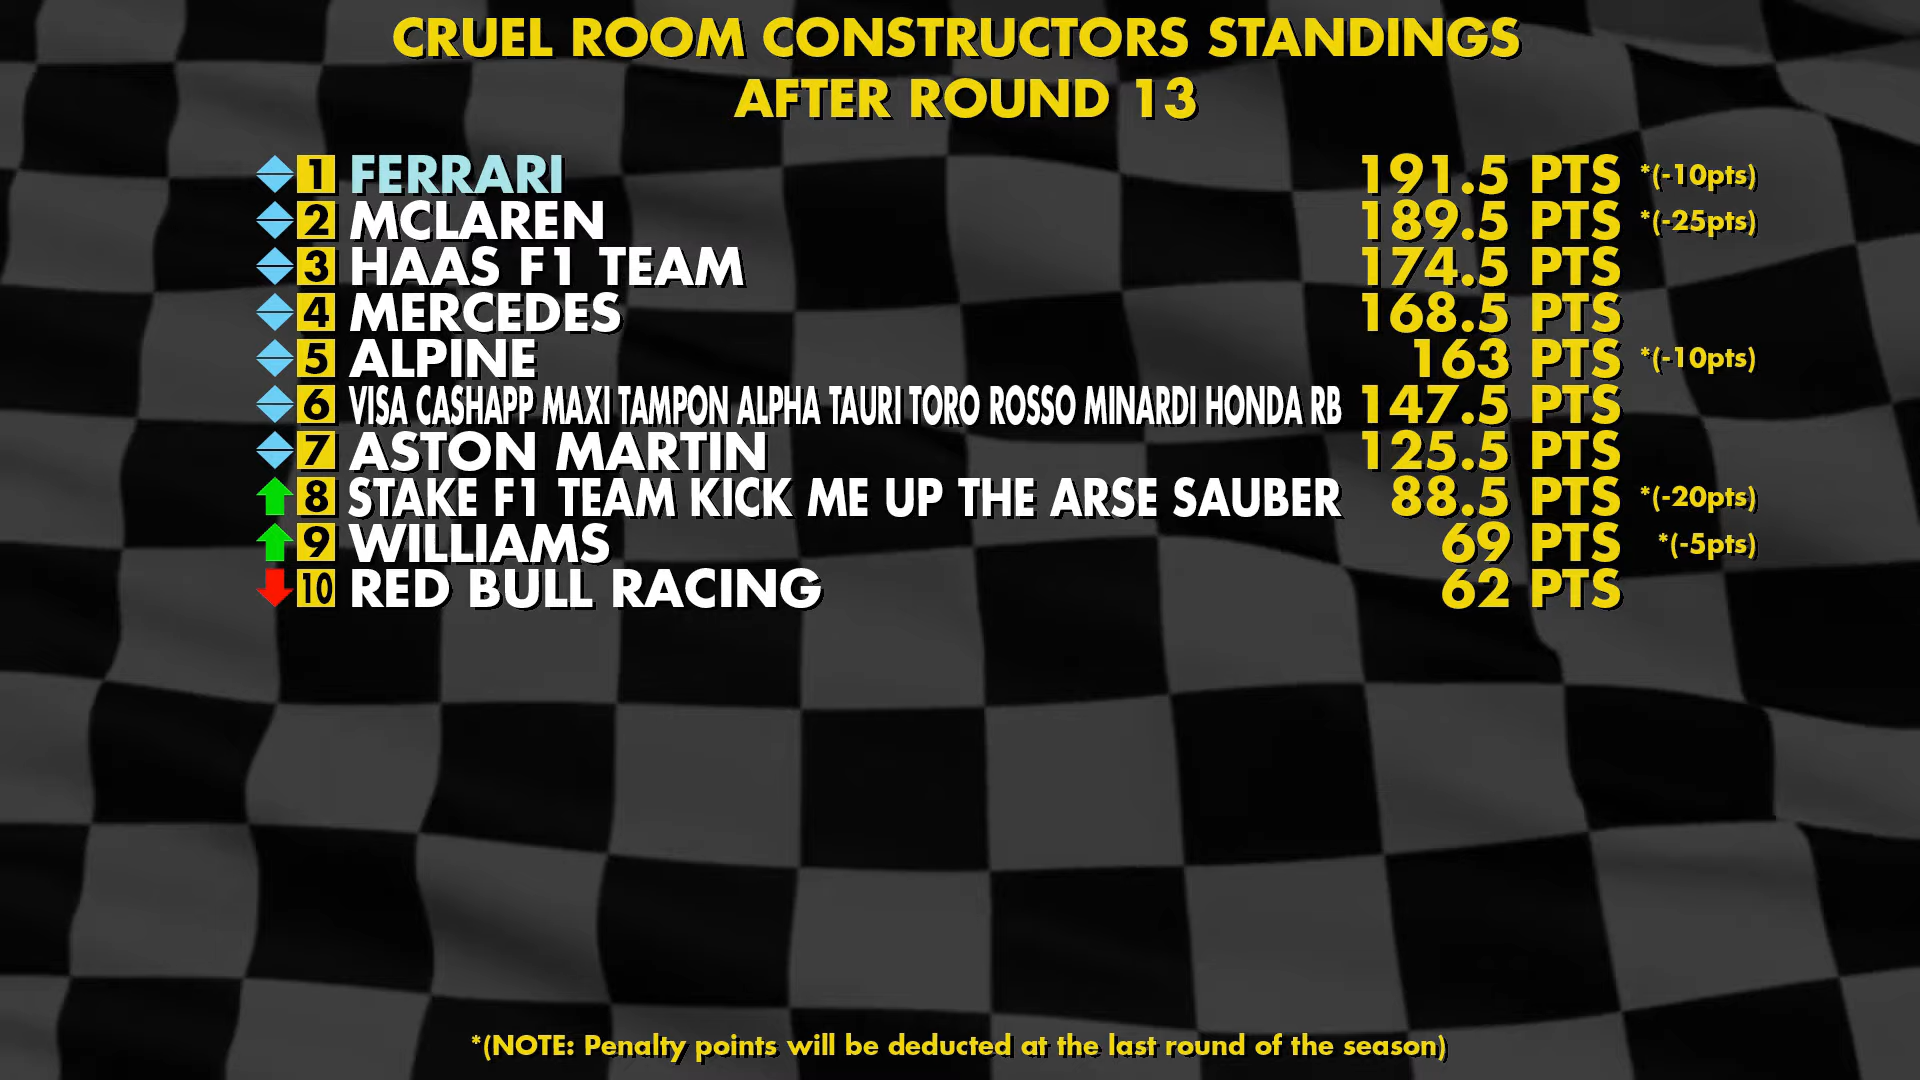 CRUEL ROOM CONSTRUCTORS STANDINGS
AFTER ROUND 13
1 FERRARI 191.5 PTS *(-10pts)
2 MCLAREN 189.5 PTS *(-25pts)
3 HAAS F1 TEAM 174.5 PTS
4 MERCEDES 168.5 PTS
5 ALPINE 163 PTS *(-10pts)
6 VISA CASHAPP MAXI TAMPON ALPHA TAURI TORO ROSSO MINARDI HONDA RB 147.5 PTS
7 ASTON MARTIN 125.5 PTS
8 STAKE F1 TEAM KICK ME UP THE ARSE SAUBER 88.5 PTS *(-20pts)
9 WILLIAMS 69 PTS *(-5pts)
10 RED BULL RACING 62 PTS
*(NOTE: Penalty points will be deducted at the last round of the season)